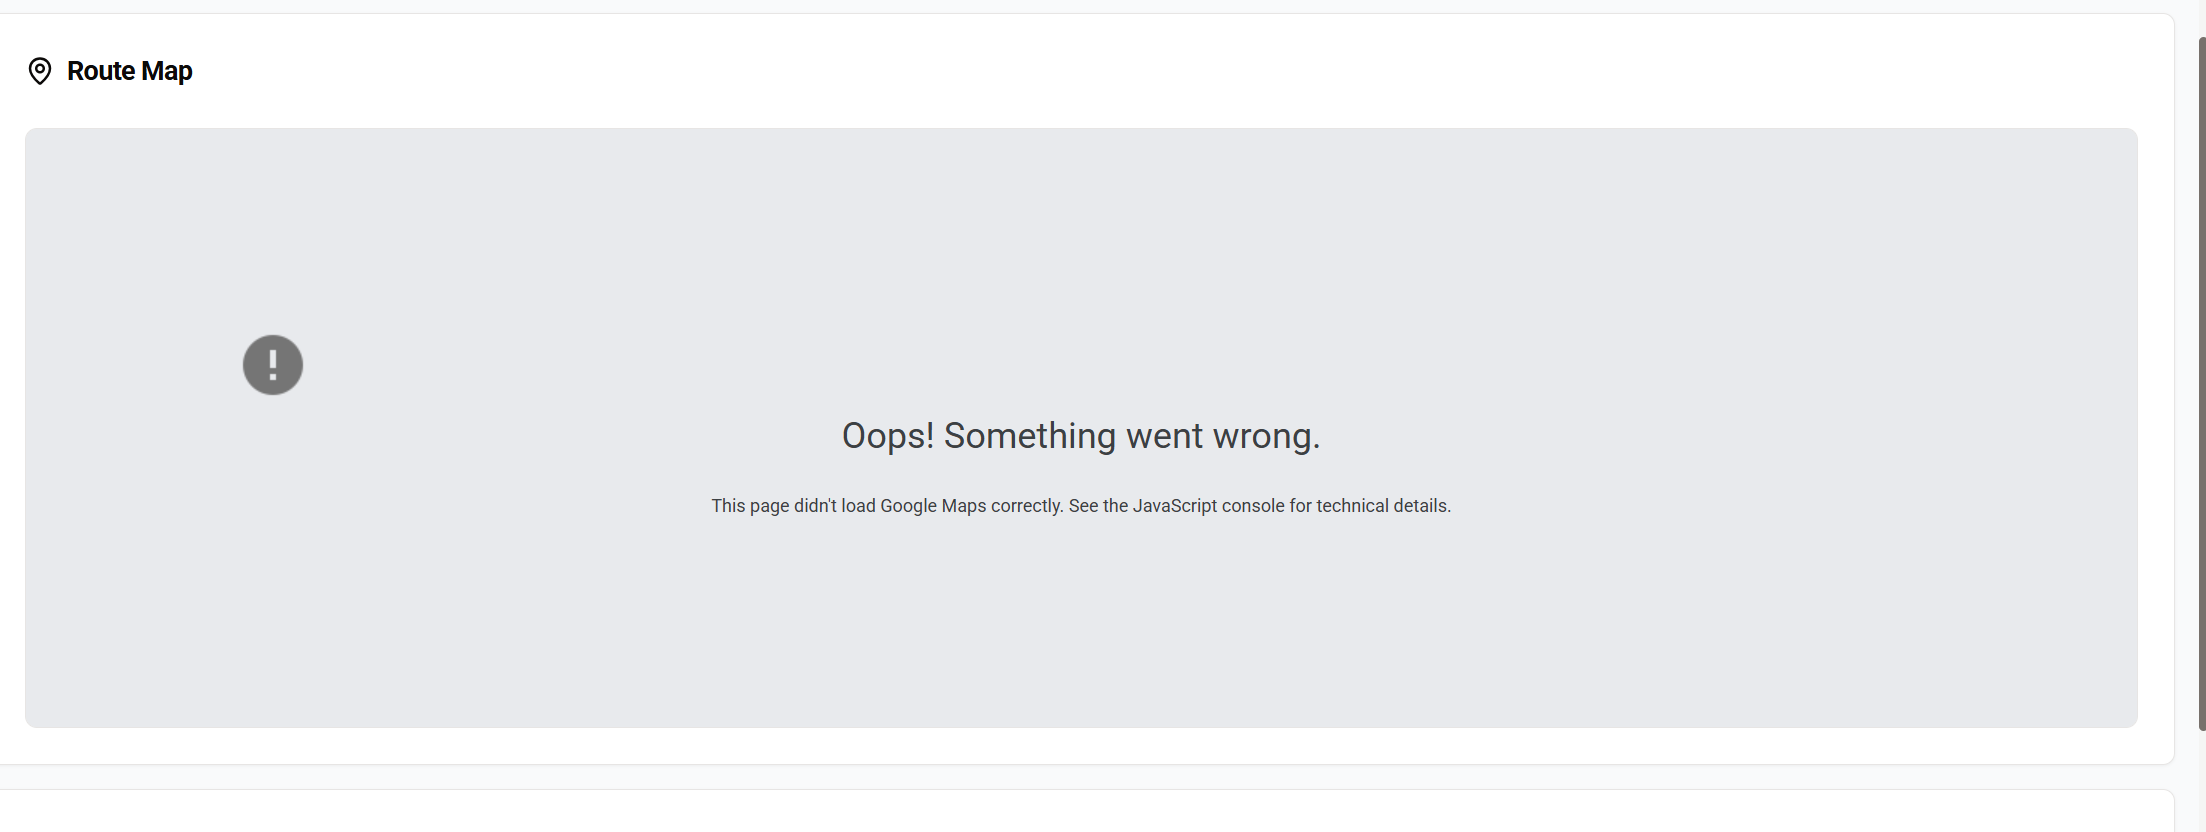 Route Map
Oops! Something went wrong.
This page didn't load Google Maps correctly. See the JavaScript console for technical details.